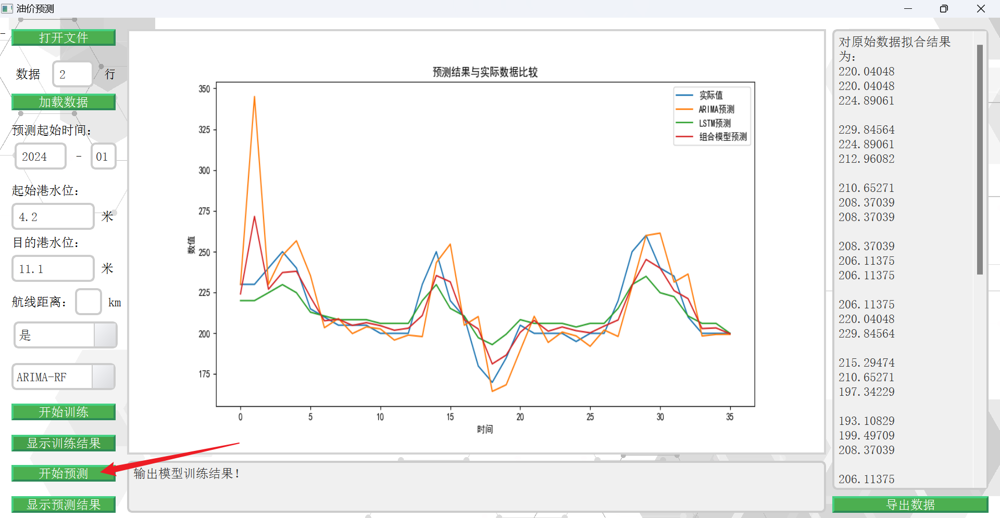 油价预测
打开文件
数据 2 行
加载数据
预测起始时间：
2024 - 01
起始港水位：
4.2 米
目的港水位：
11.1 米
航线距离： km
是
ARIMA-RF
开始训练
显示训练结果
开始预测
显示预测结果
预测结果与实际数据比较
实际值
ARIMA预测
LSTM预测
组合模型预测
数值
350
325
300
275
250
225
200
175
0 5 10 15 20 25 30 35
时间
输出模型训练结果！
对原始数据拟合结果
为：
220.04048
220.04048
224.89061
229.84564
224.89061
212.96082
210.65271
208.37039
208.37039
208.37039
206.11375
206.11375
206.11375
220.04048
229.84564
215.29474
210.65271
197.34229
193.10829
199.49709
208.37039
206.11375
导出数据